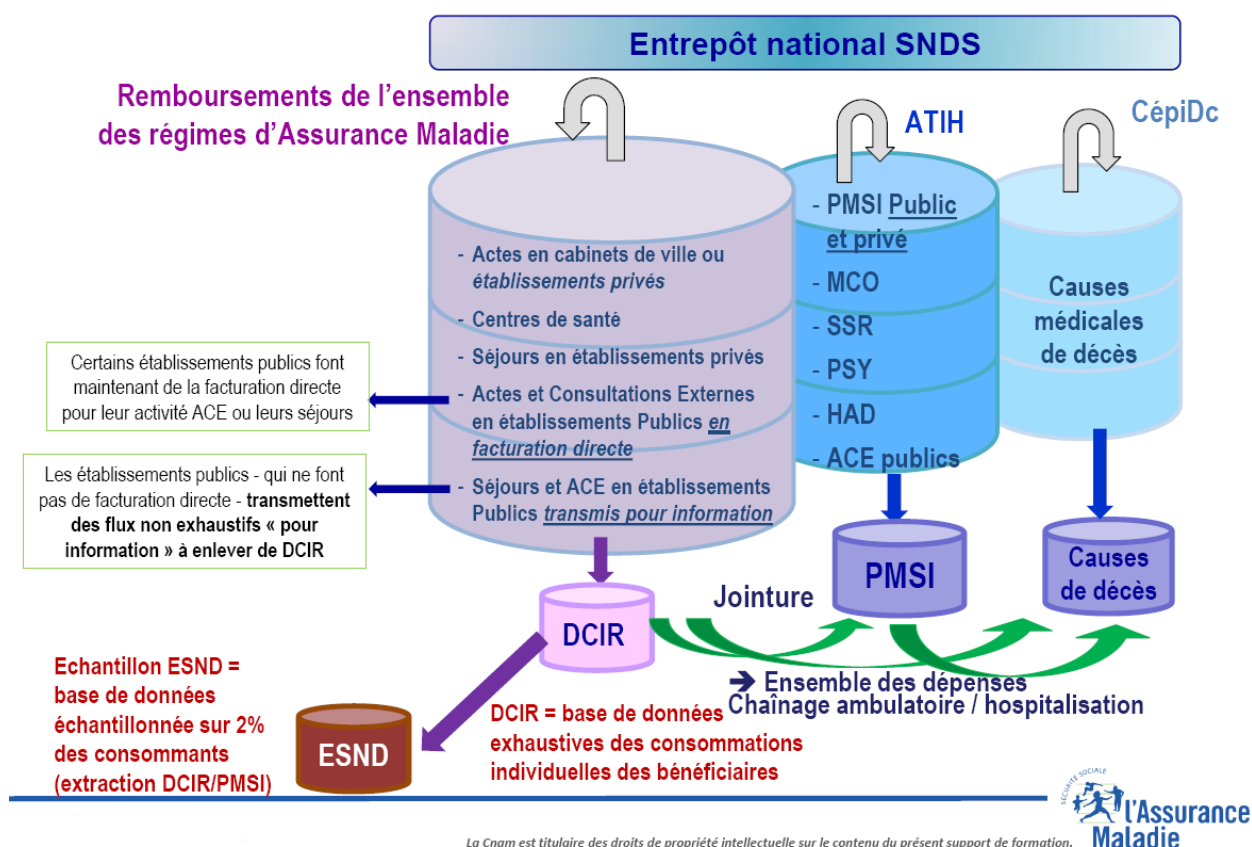 Entrepôt national SNDS
Remboursements de l'ensemble
des régimes d'Assurance Maladie
ATIH
CépiDc
- Actes en cabinets de ville ou
établissements privés
- Centres de santé
- Séjours en établissements privés
- Actes et Consultations Externes
en établissements Publics en
facturation directe
- Séjours et ACE en établissements
Publics transmis pour information
- PMSI Public
et privé
- MCO
- SSR
- PSY
- HAD
- ACE publics
Causes
médicales
de décès
Certains établissements publics font
maintenant de la facturation directe
pour leur activité ACE ou leurs séjours
Les établissements publics - qui ne font
pas de facturation directe - transmettent
des flux non exhaustifs « pour
information » à enlever de DCIR
DCIR
Jointure
PMSI
Causes
de décès
➔ Ensemble des dépenses
Chaînage ambulatoire / hospitalisation
Echantillon ESND =
base de données
échantillonnée sur 2%
des consommants
(extraction DCIR/PMSI)
ESND
DCIR = base de données
exhaustives des consommations
individuelles des bénéficiaires
SÉCURITÉ SOCIALE
l'Assurance
Maladie
La Cnam est titulaire des droits de propriété intellectuelle sur le contenu du présent support de formation.